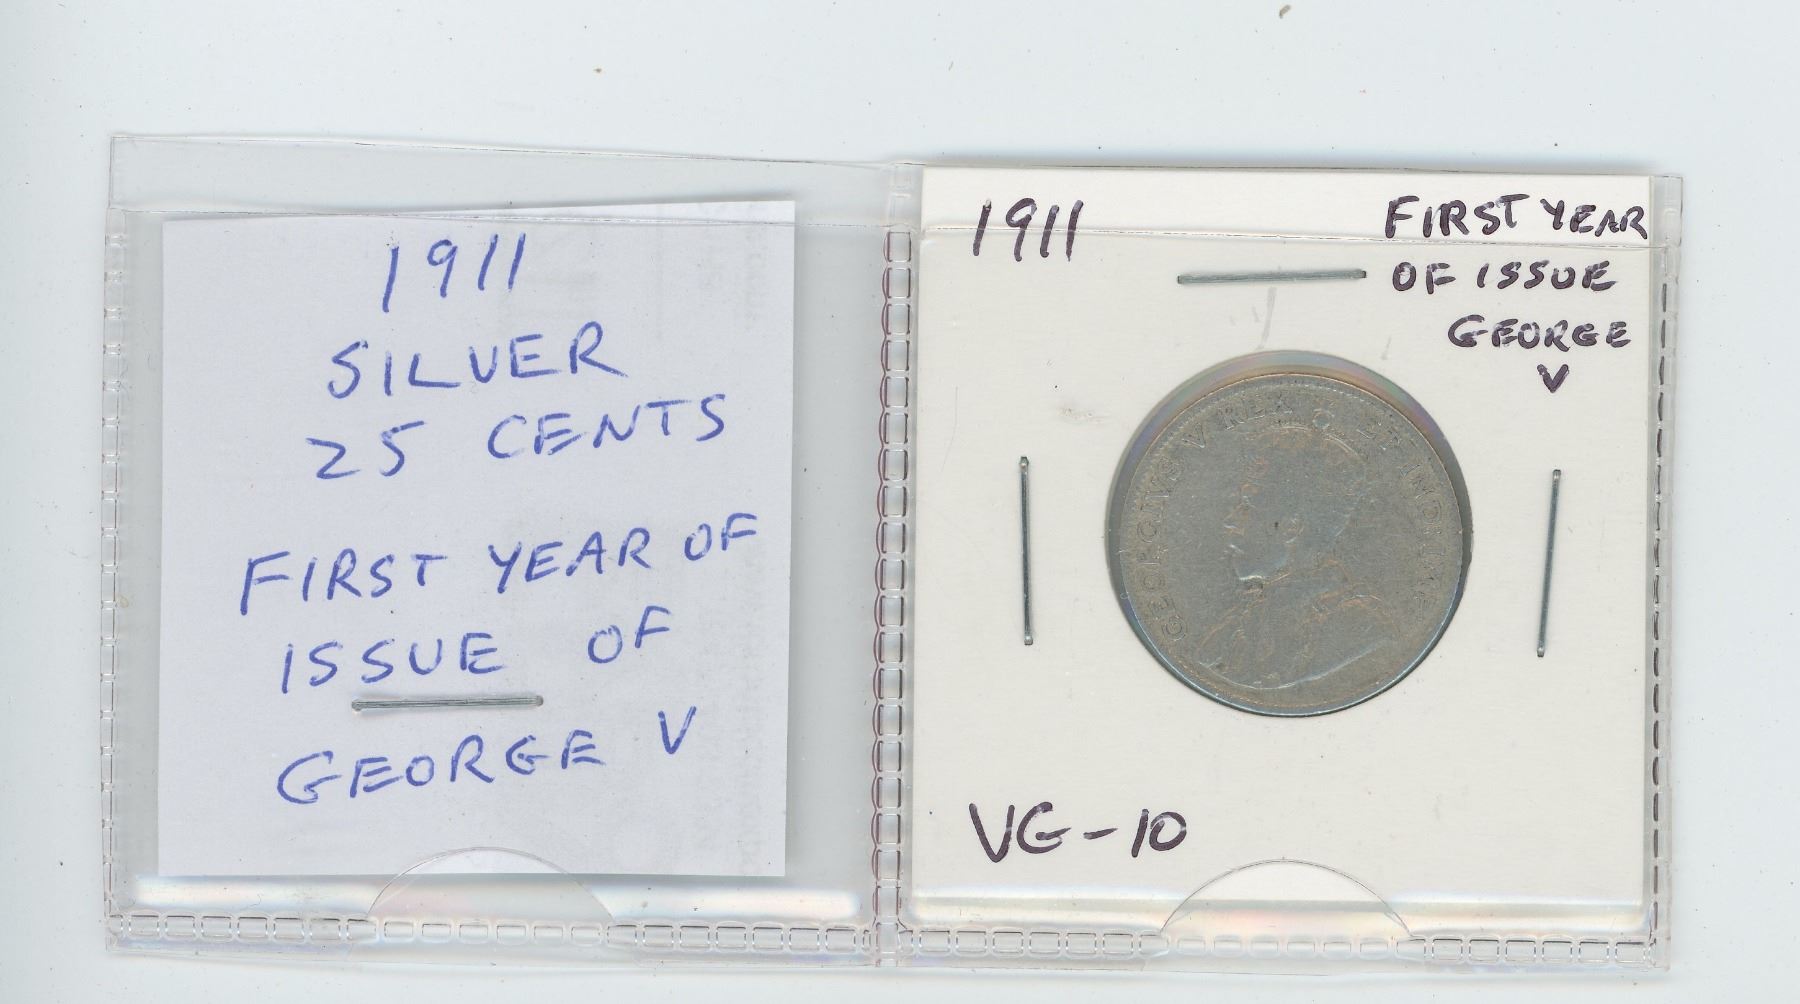 1911
SILVER
25 CENTS
FIRST YEAR OF
ISSUE OF
GEORGE V
1911
FIRST YEAR
OF ISSUE
GEORGE
V
GEORGIVS V REX ET IND: IMP:
VG-10